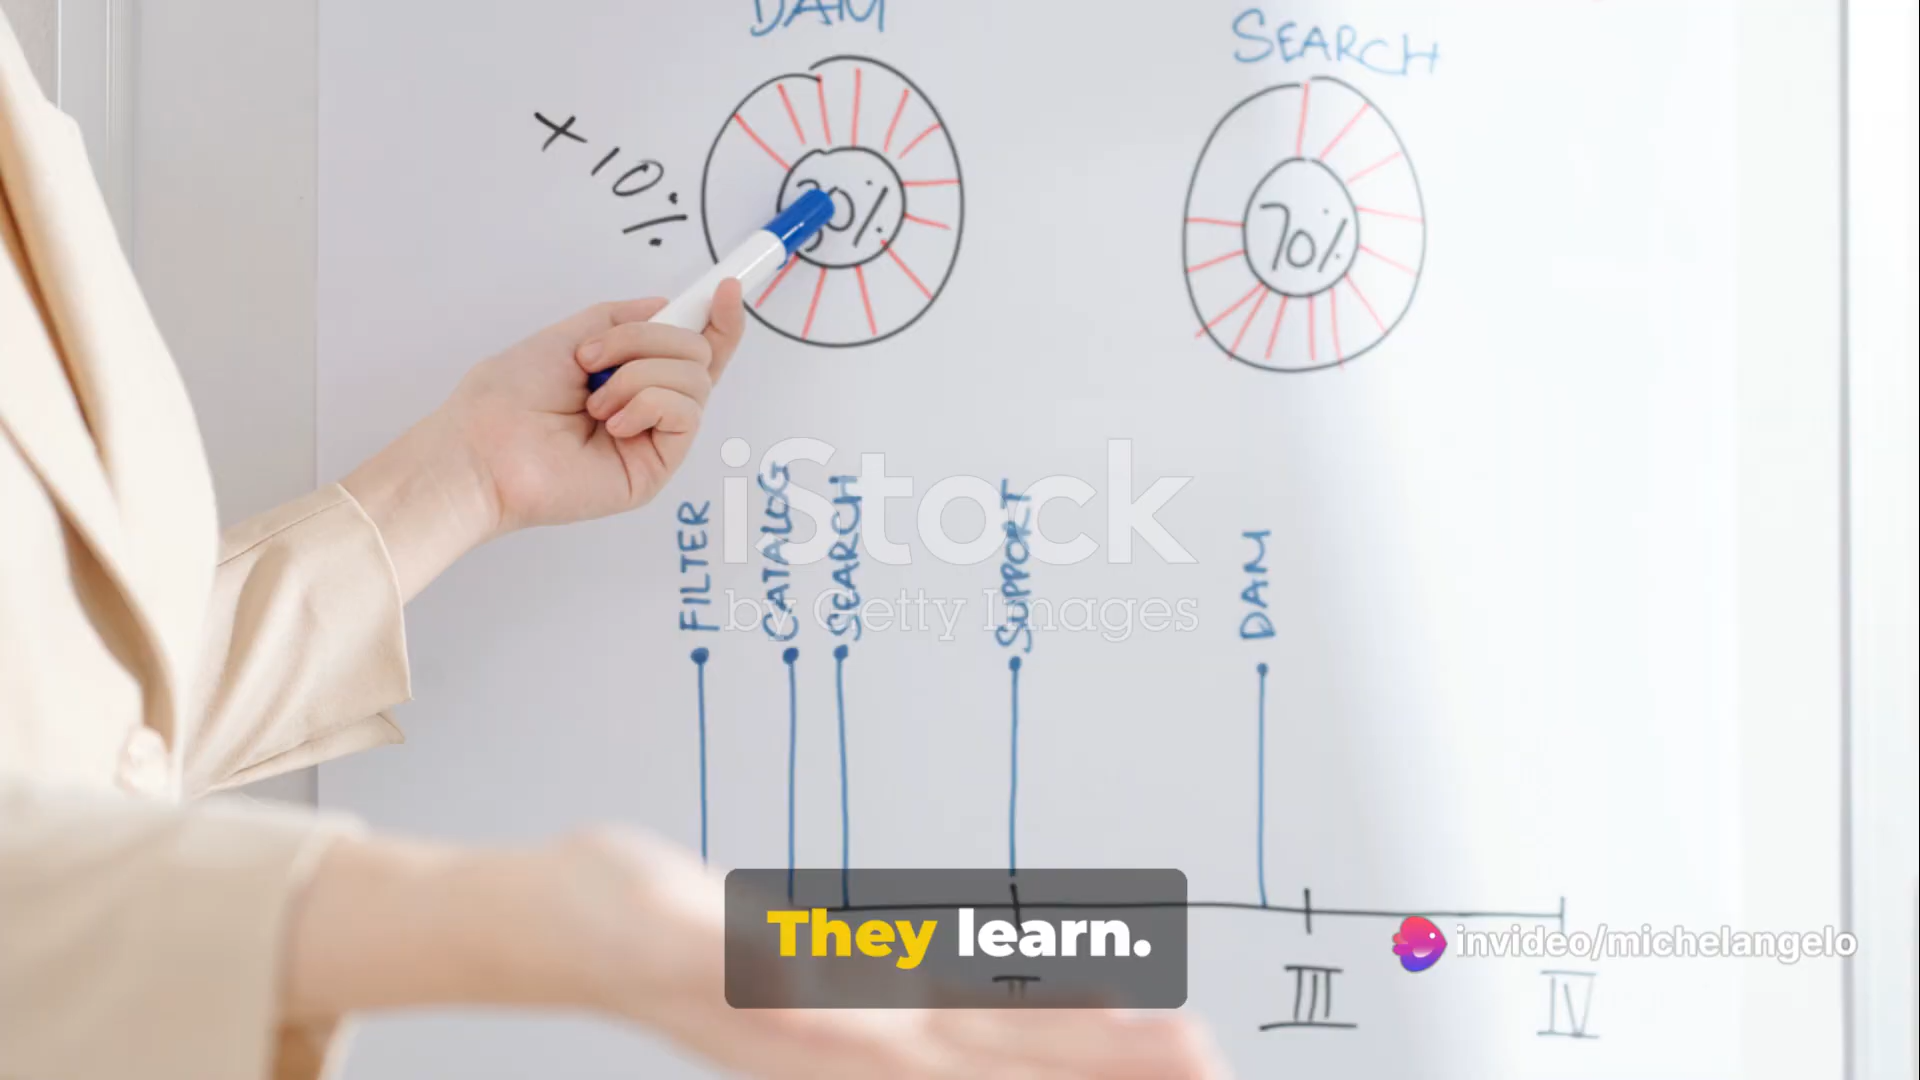 DAM
SEARCH
+10%
70%
FILTER
CATALOG
SEARCH
SUPPORT
DAM
iStock
by Getty Images
They learn.
invideo/michelangelo
III
IV